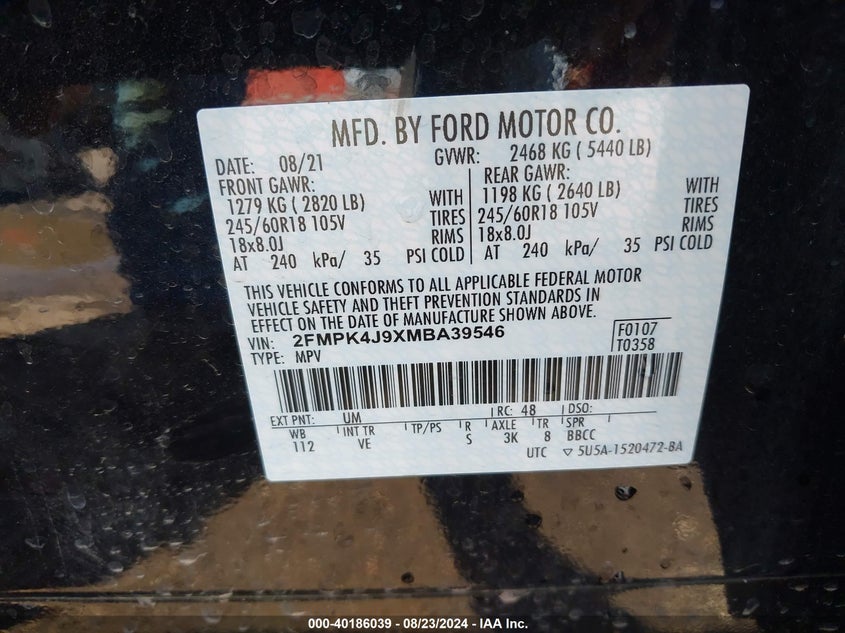 MFD. BY FORD MOTOR CO.
DATE: 08/21 GVWR: 2468 KG ( 5440 LB)
FRONT GAWR: REAR GAWR:
1279 KG ( 2820 LB) WITH 1198 KG ( 2640 LB) WITH
245/60R18 105V TIRES 245/60R18 105V TIRES
18x8.0J RIMS 18x8.0J RIMS
AT 240 kPa/ 35 PSI COLD AT 240 kPa/ 35 PSI COLD
THIS VEHICLE CONFORMS TO ALL APPLICABLE FEDERAL MOTOR
VEHICLE SAFETY AND THEFT PREVENTION STANDARDS IN
EFFECT ON THE DATE OF MANUFACTURE SHOWN ABOVE.
VIN: 2FMPK4J9XMBA39546 F0107
TYPE: MPV T0358
EXT PNT: UM RC: 48 DSO:
WB INT TR TP/PS R AXLE TR SPR
112 VE S 3K 8 BBCC
UTC ▽ 5U5A-1520472-BA
000-40186039 - 08/23/2024 - IAA Inc.